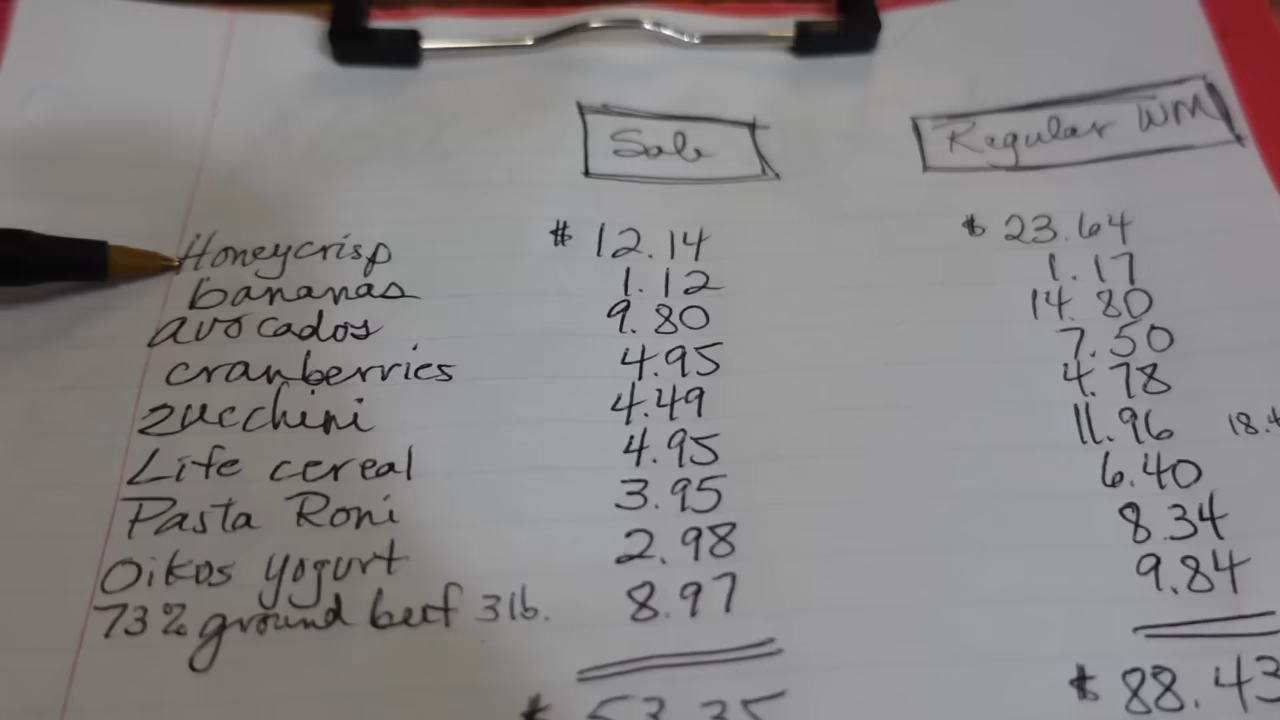 Sale Regular WM
Honeycrisp $ 12.14 $ 23.64
bananas 1.12 1.17
avocados 9.80 14.80
cranberries 4.95 7.50
zucchini 4.49 4.78
Life cereal 4.95 11.96 18.4
Pasta Roni 3.95 6.40
Oikos yogurt 2.98 8.34
73% ground beef 3lb. 8.97 9.84
$ 53.35 $ 88.43